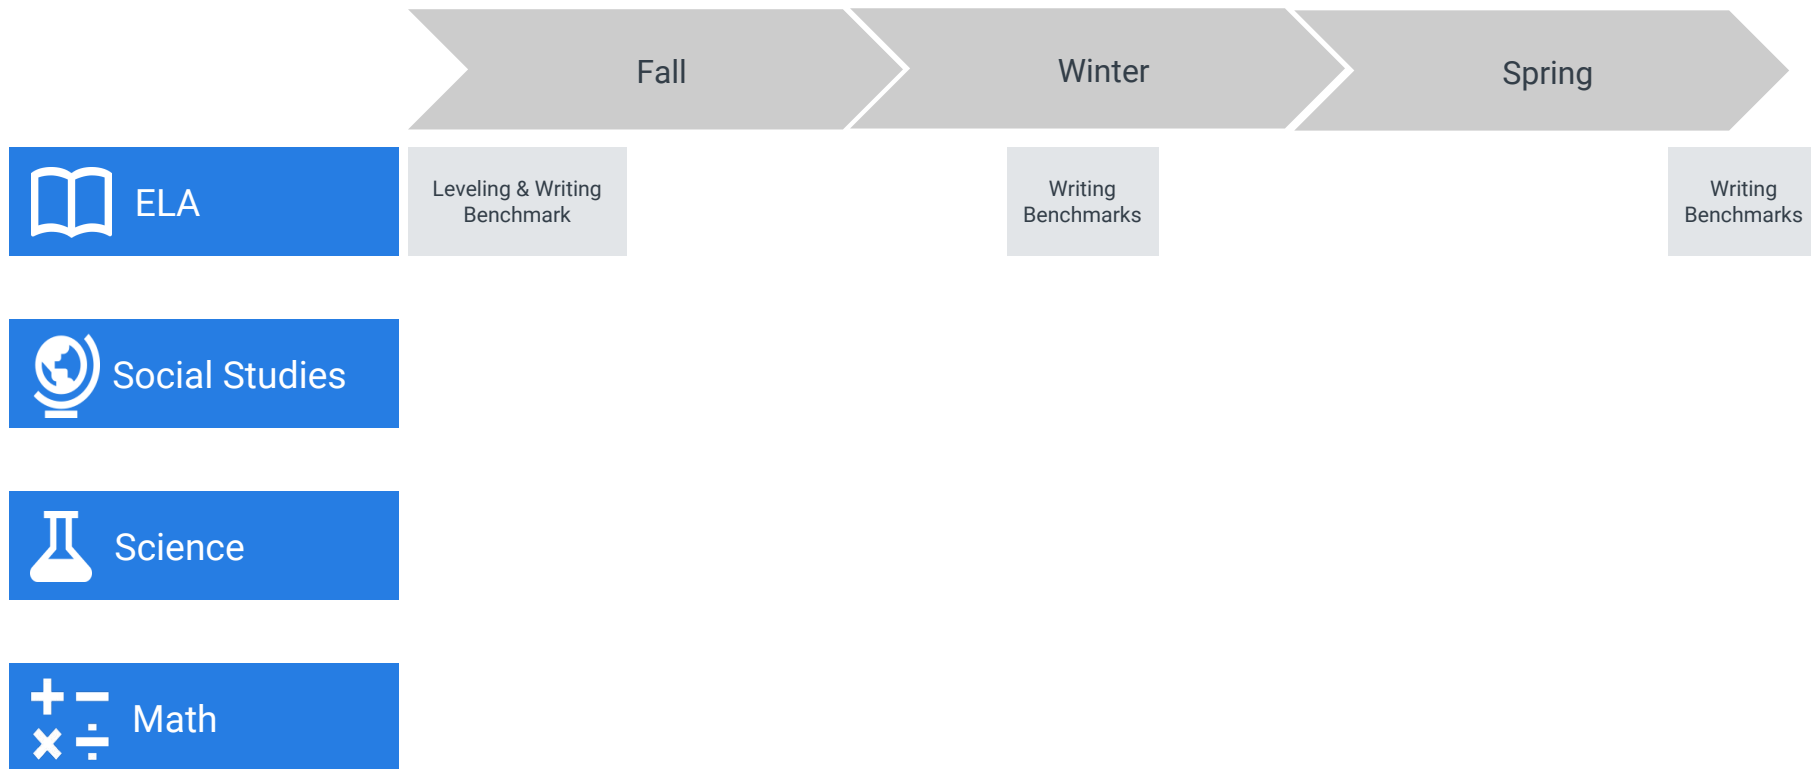 Fall
Winter
Spring
ELA
Leveling & Writing
Benchmark
Writing
Benchmarks
Writing
Benchmarks
Social Studies
Science
Math